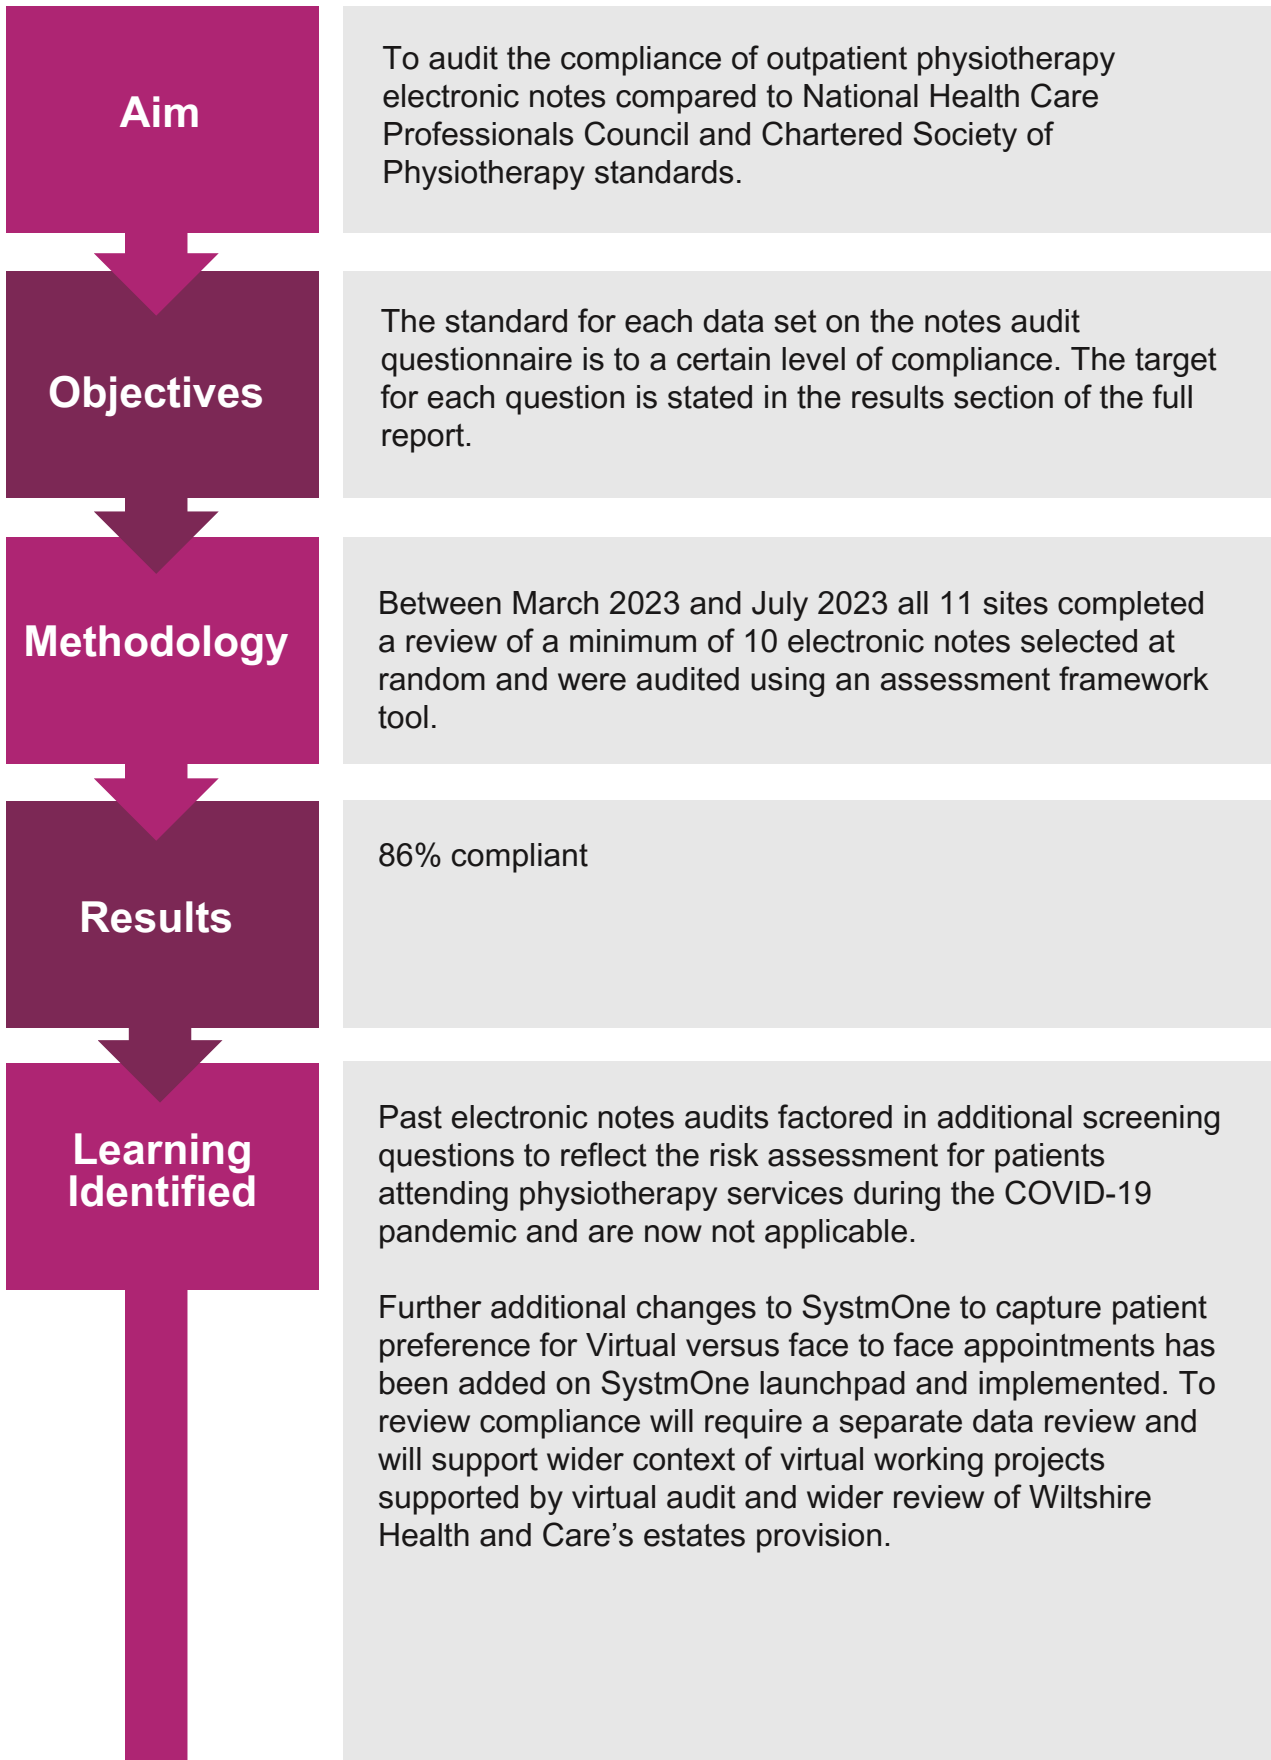 Aim
To audit the compliance of outpatient physiotherapy
electronic notes compared to National Health Care
Professionals Council and Chartered Society of
Physiotherapy standards.
Objectives
The standard for each data set on the notes audit
questionnaire is to a certain level of compliance. The target
for each question is stated in the results section of the full
report.
Methodology
Between March 2023 and July 2023 all 11 sites completed
a review of a minimum of 10 electronic notes selected at
random and were audited using an assessment framework
tool.
Results
86% compliant
Learning
Identified
Past electronic notes audits factored in additional screening
questions to reflect the risk assessment for patients
attending physiotherapy services during the COVID-19
pandemic and are now not applicable.
Further additional changes to SystmOne to capture patient
preference for Virtual versus face to face appointments has
been added on SystmOne launchpad and implemented. To
review compliance will require a separate data review and
will support wider context of virtual working projects
supported by virtual audit and wider review of Wiltshire
Health and Care’s estates provision.